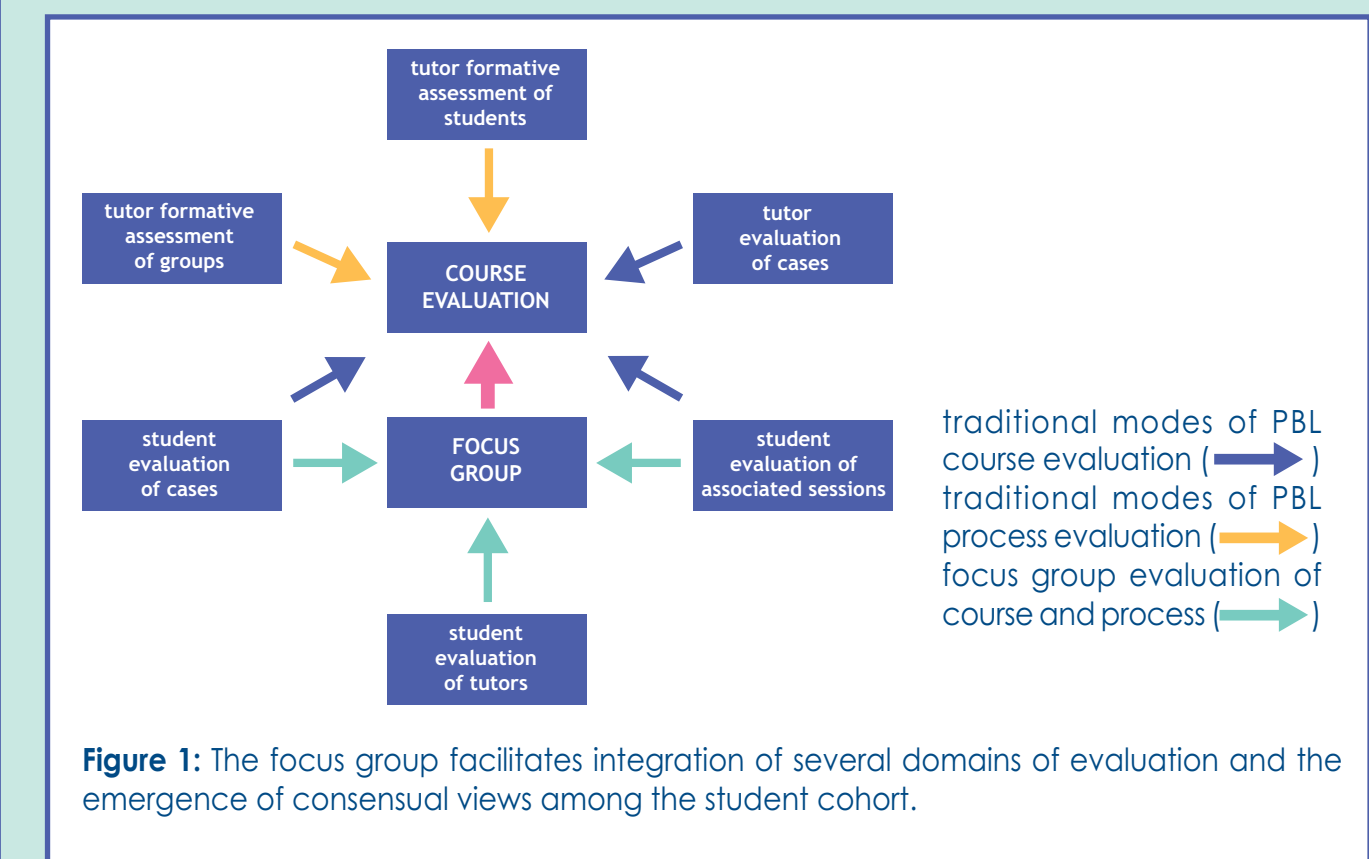 tutor formative
assessment of
students
tutor formative
assessment
of groups
tutor
evaluation
of cases
COURSE
EVALUATION
student
evaluation
of cases
FOCUS
GROUP
student
evaluation of
associated sessions
student
evaluation
of tutors
traditional modes of PBL
course evaluation ( )
traditional modes of PBL
process evaluation ( )
focus group evaluation of
course and process ( )
Figure 1: The focus group facilitates integration of several domains of evaluation and the
emergence of consensual views among the student cohort.